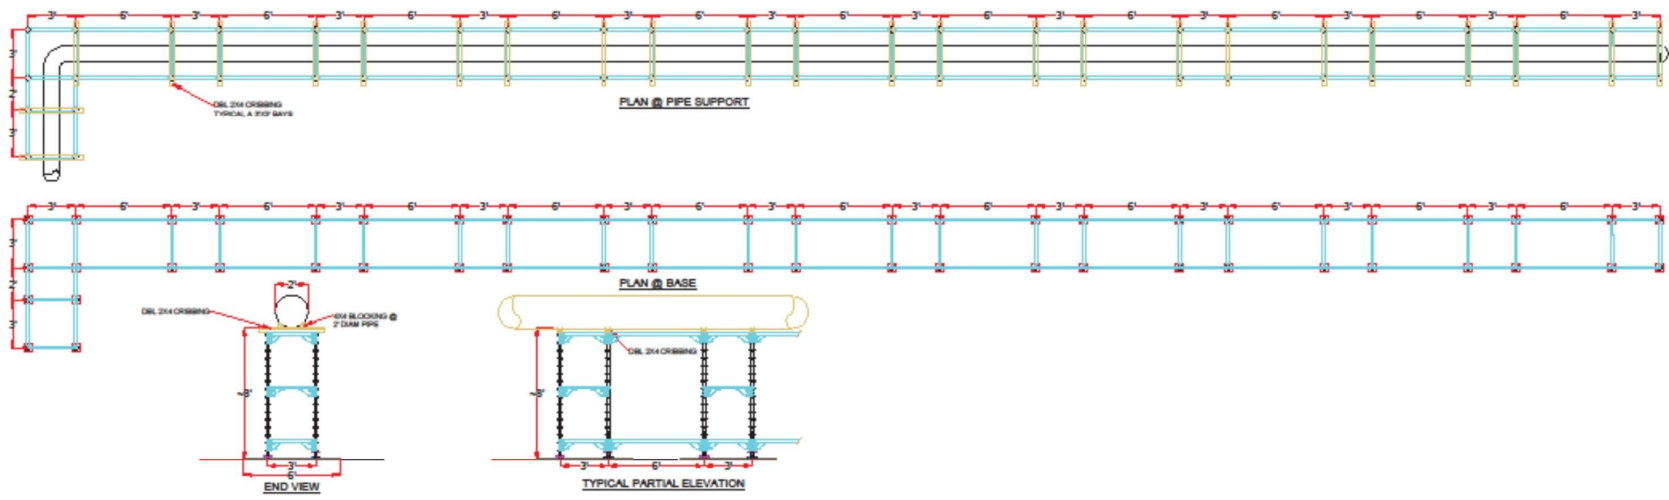 3' 6' 3' 6' 3' 6' 3' 6' 3' 6' 3' 6' 3' 6' 3' 6' 3' 6' 3' 6' 3' 6' 3'
3'
2'
3'
DBL 2X4 CRIBBING
TYPICAL A 3'X3' BAYS
PLAN @ PIPE SUPPORT
3' 6' 3' 6' 3' 6' 3' 6' 3' 6' 3' 6' 3' 6' 3' 6' 3' 6' 3' 6' 3' 6' 3'
3'
2'
3'
PLAN @ BASE
2'
DBL 2X4 CRIBBING
4X4 BLOCKING @
2' DIAM PIPE
~8'
3'
6'
END VIEW
DBL 2X4 CRIBBING
~8'
3' 6' 3'
TYPICAL PARTIAL ELEVATION